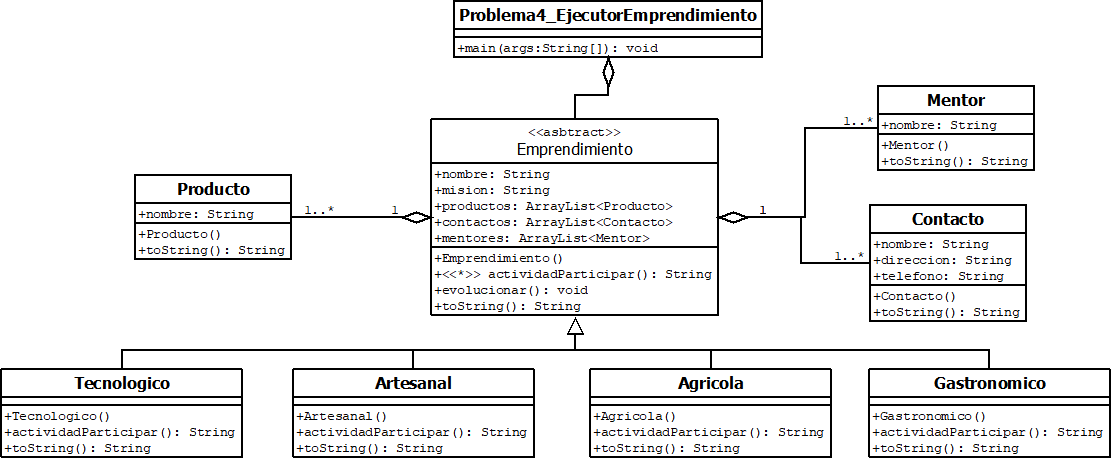 Problema4_EjecutorEmprendimiento
+main(args:String[]): void
<<asbtract>>
Emprendimiento
+nombre: String
+mision: String
+productos: ArrayList<Producto>
+contactos: ArrayList<Contacto>
+mentores: ArrayList<Mentor>
+Emprendimiento()
+<<*>> actividadParticipar(): String
+evolucionar(): void
+toString(): String
Producto
+nombre: String
+Producto()
+toString(): String
1..*
1
1
1..*
1..*
Mentor
+nombre: String
+Mentor()
+toString(): String
Contacto
+nombre: String
+direccion: String
+telefono: String
+Contacto()
+toString(): String
Tecnologico
+Tecnologico()
+actividadParticipar(): String
+toString(): String
Artesanal
+Artesanal()
+actividadParticipar(): String
+toString(): String
Agricola
+Agricola()
+actividadParticipar(): String
+toString(): String
Gastronomico
+Gastronomico()
+actividadParticipar(): String
+toString(): String